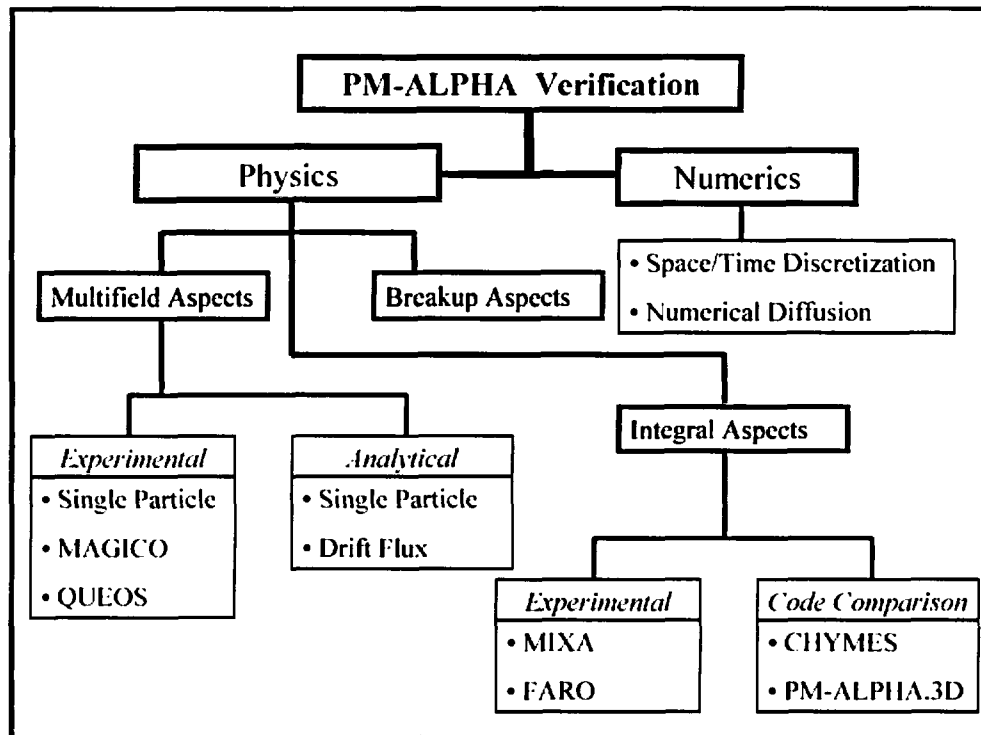 PM-ALPHA Verification
Physics
Numerics
• Space/Time Discretization
• Numerical Diffusion
Multifield Aspects
Breakup Aspects
Integral Aspects
Experimental
• Single Particle
• MAGICO
• QUEOS
Analytical
• Single Particle
• Drift Flux
Experimental
• MIXA
• FARO
Code Comparison
• CHYMES
• PM-ALPHA.3D